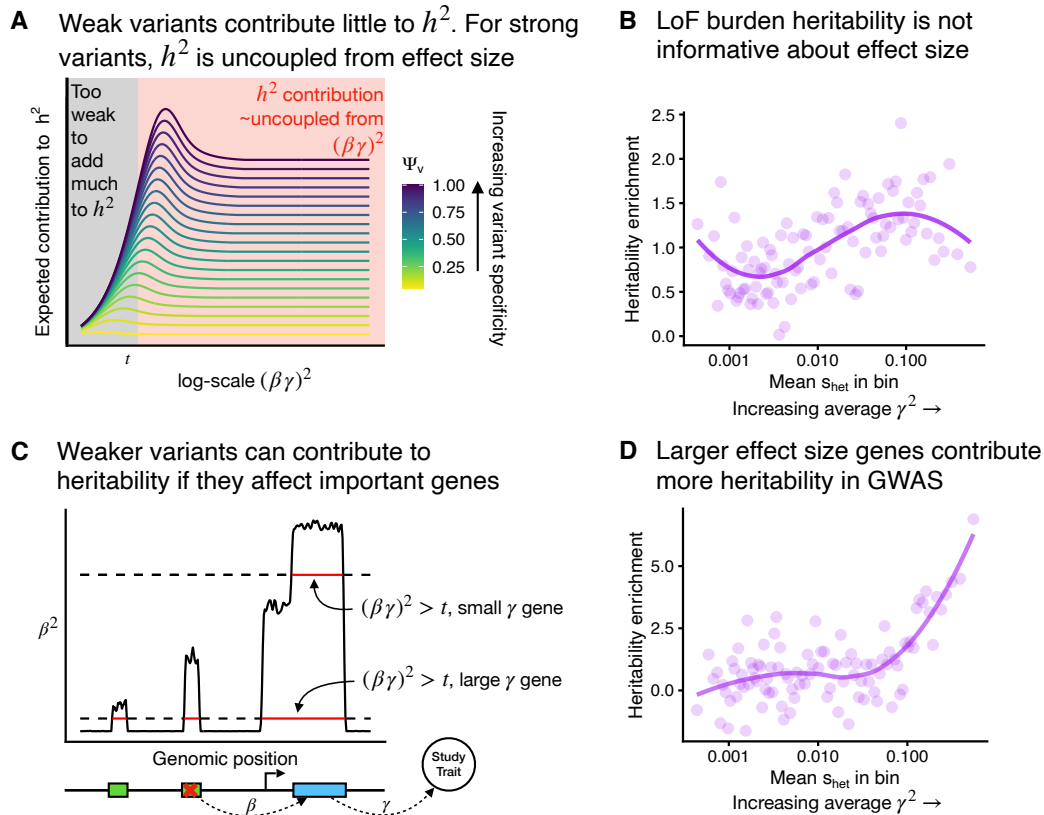 A Weak variants contribute little to h². For strong
variants, h² is uncoupled from effect size
Too
weak
to
add
much
to h²
h² contribution
~uncoupled from
(βγ)²
Expected contribution to h²
t
log-scale (βγ)²
Ψᵥ
1.00
0.75
0.50
0.25
Increasing variant specificity
B LoF burden heritability is not
informative about effect size
Heritability enrichment
2.5
2.0
1.5
1.0
0.5
0.0
0.001 0.010 0.100
Mean s_het in bin
Increasing average γ² →
C Weaker variants can contribute to
heritability if they affect important genes
β²
(βγ)² > t, small γ gene
(βγ)² > t, large γ gene
Genomic position
Study
Trait
β
γ
D Larger effect size genes contribute
more heritability in GWAS
Heritability enrichment
5.0
2.5
0.0
0.001 0.010 0.100
Mean s_het in bin
Increasing average γ² →